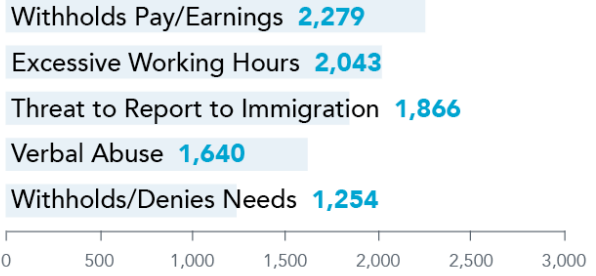 Withholds Pay/Earnings 2,279
Excessive Working Hours 2,043
Threat to Report to Immigration 1,866
Verbal Abuse 1,640
Withholds/Denies Needs 1,254
0 500 1,000 1,500 2,000 2,500 3,000